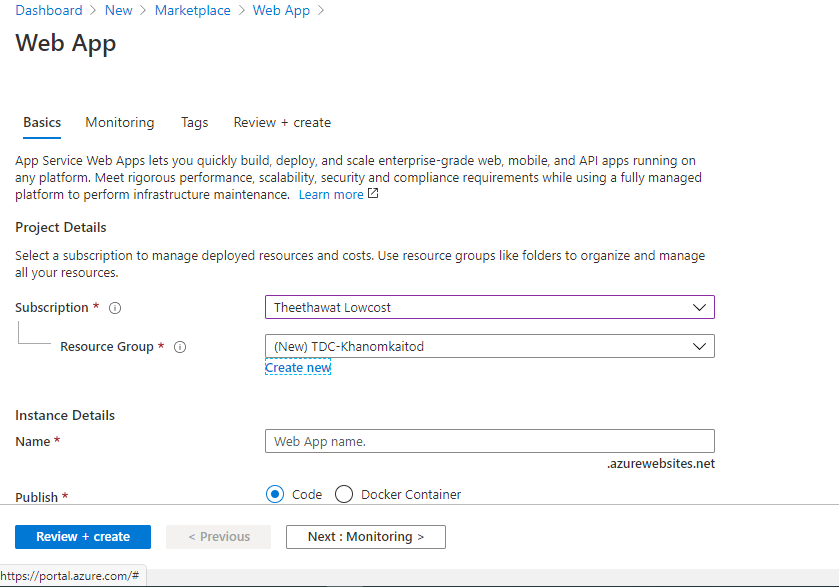 Dashboard > New > Marketplace > Web App >
Web App
Basics Monitoring Tags Review + create
App Service Web Apps lets you quickly build, deploy, and scale enterprise-grade web, mobile, and API apps running on
any platform. Meet rigorous performance, scalability, security and compliance requirements while using a fully managed
platform to perform infrastructure maintenance. Learn more
Project Details
Select a subscription to manage deployed resources and costs. Use resource groups like folders to organize and manage
all your resources.
Subscription * Theethawat Lowcost
Resource Group * (New) TDC-Khanomkaitod
Create new
Instance Details
Name * Web App name.
.azurewebsites.net
Publish * Code Docker Container
Review + create < Previous Next : Monitoring >
https://portal.azure.com/#